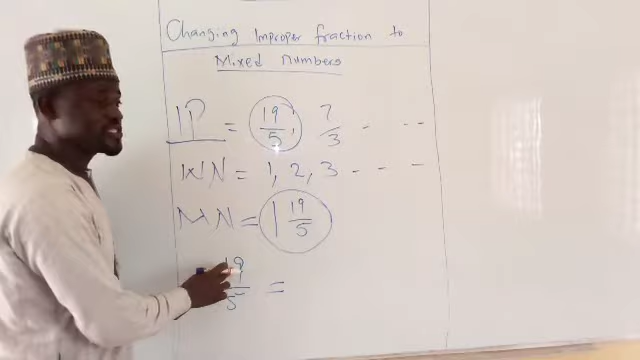 Changing Improper fraction to
Mixed Numbers
IP = 19/5, 7/3 - - -
WN = 1, 2, 3 - - -
MN = 1 19/5
19/5 =